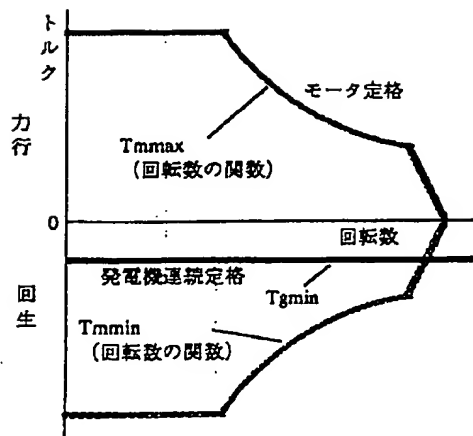 トルク
力行
モータ定格
Tmmax
(回転数の関数)
0
回転数
発電機連続定格
Tgmin
回生
Tmmin
(回転数の関数)